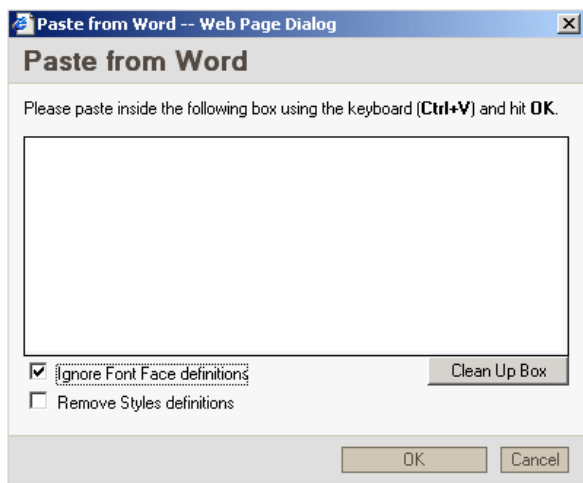 Paste from Word -- Web Page Dialog
Paste from Word
Please paste inside the following box using the keyboard (Ctrl+V) and hit OK.
Ignore Font Face definitions
Clean Up Box
Remove Styles definitions
OK
Cancel